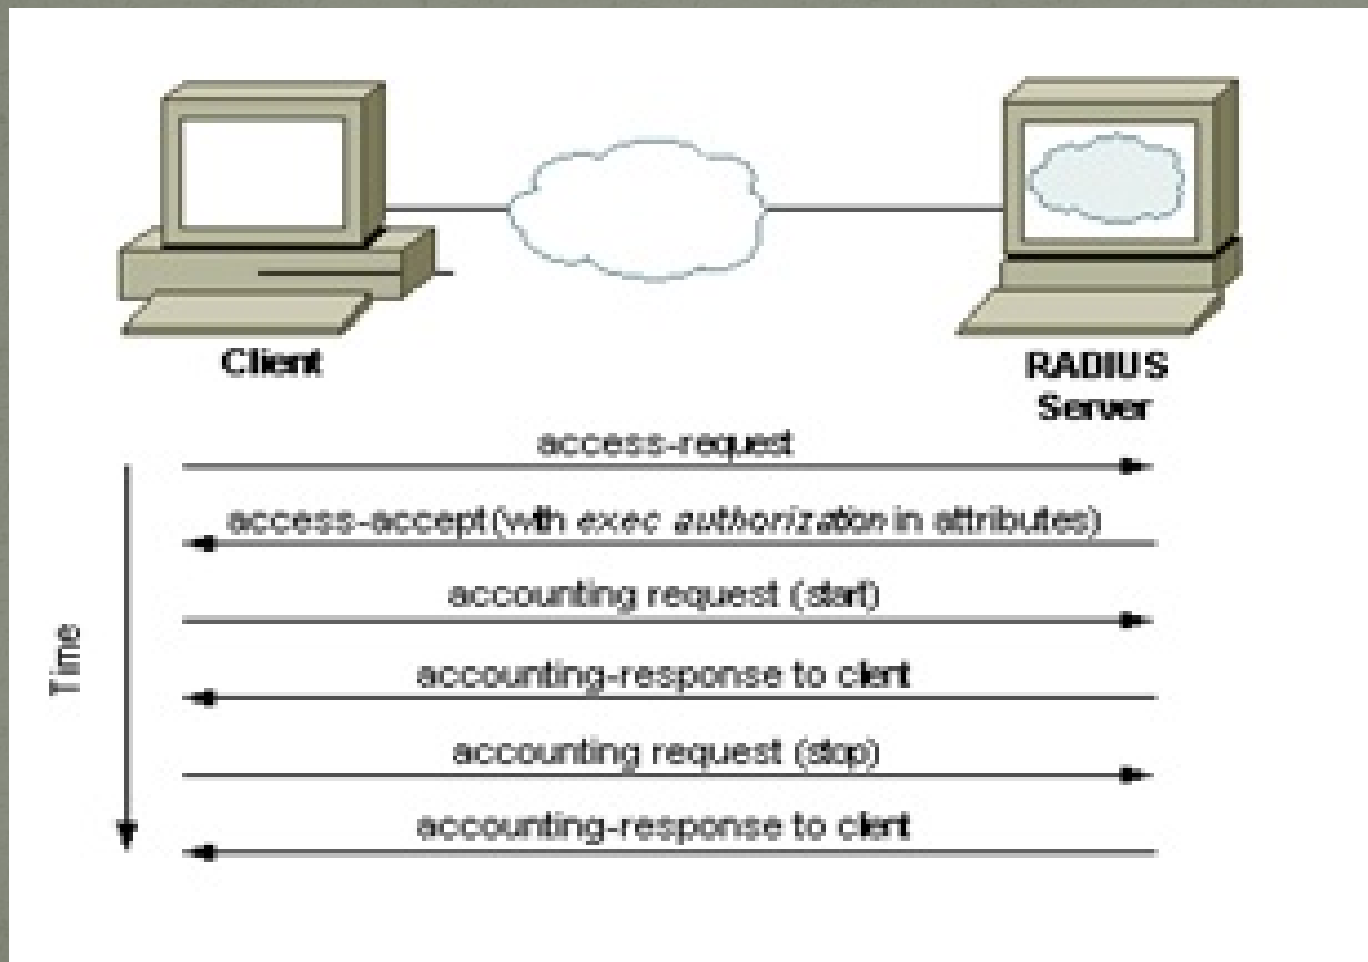 Client
RADIUS
Server
access-request
access-accept(with exec authorization in attributes)
accounting request (start)
accounting-response to client
accounting request (stop)
accounting-response to client
Time